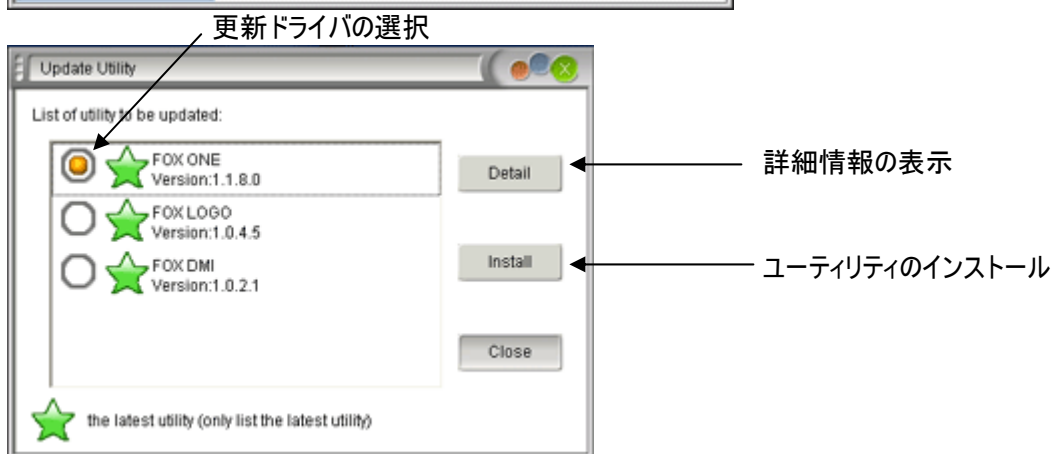 更新ドライバの選択
Update Utility
List of utility to be updated:
FOX ONE
Version:1.1.8.0
FOX LOGO
Version:1.0.4.5
FOX DMI
Version:1.0.2.1
Detail
詳細情報の表示
Install
ユーティリティのインストール
Close
the latest utility (only list the latest utility)